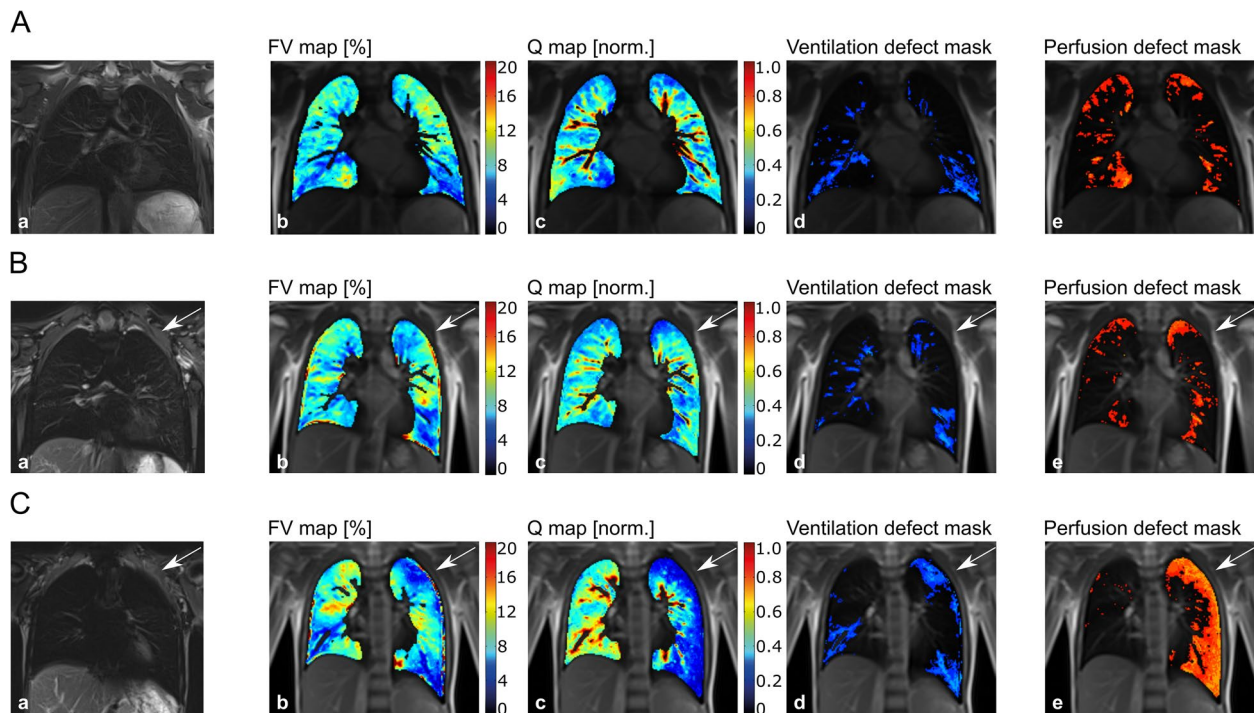 A
FV map [%]
Q map [norm.]
Ventilation defect mask
Perfusion defect mask
20
16
12
8
4
0
1.0
0.8
0.6
0.4
0.2
0
a
b
c
d
e
B
FV map [%]
Q map [norm.]
Ventilation defect mask
Perfusion defect mask
20
16
12
8
4
0
1.0
0.8
0.6
0.4
0.2
0
a
b
c
d
e
C
FV map [%]
Q map [norm.]
Ventilation defect mask
Perfusion defect mask
20
16
12
8
4
0
1.0
0.8
0.6
0.4
0.2
0
a
b
c
d
e